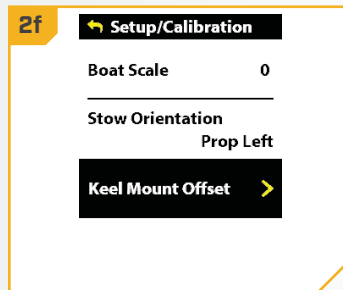 2f
Setup/Calibration
Boat Scale 0
Stow Orientation
Prop Left
Keel Mount Offset